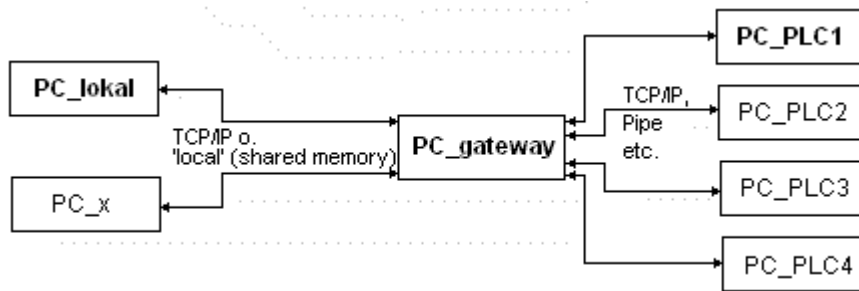 PC_PLC1
PC_lokal
TCP/IP,
Pipe
etc.
PC_PLC2
TCP/IP o.
'local' (shared memory)
PC_gateway
PC_x
PC_PLC3
PC_PLC4